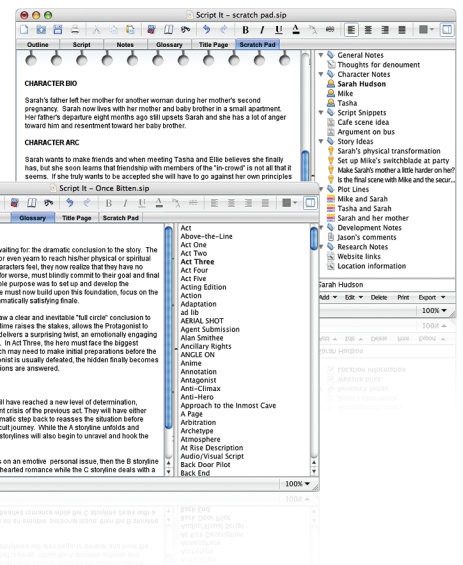 Script It – scratch pad.sip
B I U A abc
Outline Script Notes Glossary Title Page Scratch Pad
CHARACTER BIO
Sarah's father left her mother for another woman during her mother's second
pregnancy. Sarah now lives with her mother and baby brother in a small apartment.
Her father's departure eight months ago still upsets Sarah and she has a lot of anger
toward him and resentment toward her baby brother.
CHARACTER ARC
Sarah wants to make friends and when meeting Tasha and Ellie believes she finally
has, but she soon learns that friendship with members of the "in-crowd" is not all that it
seems. If she truly wants to be accepted she will have to go against her own principles
General Notes
Thoughts for denoument
Character Notes
Sarah Hudson
Mike
Tasha
Script Snippets
Cafe scene idea
Argument on bus
Story Ideas
Sarah's physical transformation
Set up Mike's switchblade at party
Make Sarah's mother a little harder on her?
Is the final scene with Mike and the secur...
Plot Lines
Mike and Sarah
Tasha and Sarah
Sarah and her mother
Development Notes
Jason's comments
Research Notes
Website links
Location information
Sarah Hudson
Add Edit Delete Print Export
100%
Script It – Once Bitten.sip
B I U A abc
Glossary Title Page Scratch Pad
waiting for: the dramatic conclusion to the story. The
or even yearn to reach his/her physical or spiritual
aracters feel, they now realize that they have no
for worse, must blindly commit to their goal and final
ole purpose was to set up and develop the
e must now build upon this foundation, focus on the
matically satisfying finale.
aw a clear and inevitable "full circle" conclusion to
time raises the stakes, allows the Protagonist to
delivers a surprising twist, an emotionally engaging
. In Act Three, the hero must face the biggest
ch may need to make initial preparations before the
onist is usually defeated, the hidden finally becomes
ions are answered.
ill have reached a new level of determination,
nt crisis of the previous act. They will have either
matic step back to reasses the situation before
cult journey. While the A storyline unfolds and
storylines will also begin to unravel and hook the
s on an emotive personal issue, then the B storyline
hearted romance while the C storyline deals with a
Act
Above-the-Line
Act One
Act Two
Act Three
Act Four
Act Five
Acting Edition
Action
Adaptation
ad lib
AERIAL SHOT
Agent Submission
Alan Smithee
Ancillary Rights
ANGLE ON
Anime
Annotation
Antagonist
Anti-Climax
Anti-Hero
Approach to the Inmost Cave
A Page
Arbitration
Archetype
Atmosphere
At Rise Description
Audio/Visual Script
Back Door Pilot
Back End
100%